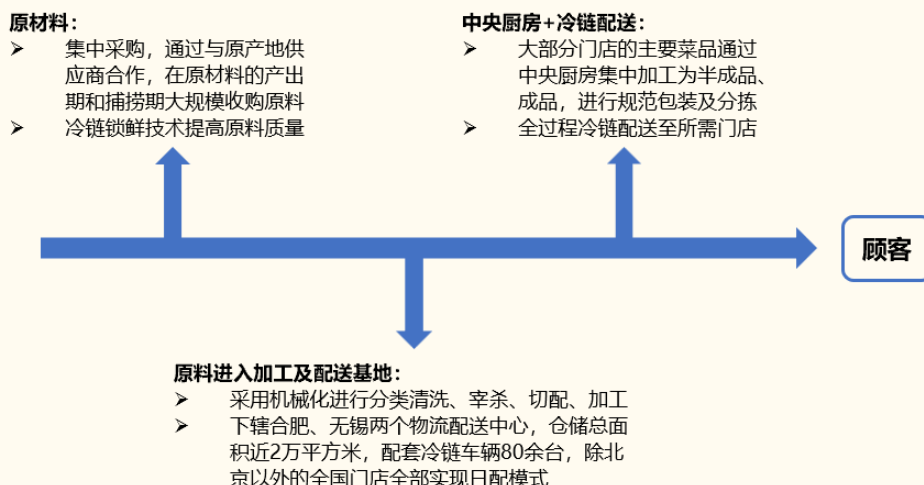 原材料：
➢ 集中采购，通过与原产地供
应商合作，在原材料的产出
期和捕捞期大规模收购原料
➢ 冷链锁鲜技术提高原料质量
中央厨房+冷链配送：
➢ 大部分门店的主要菜品通过
中央厨房集中加工为半成品、
成品，进行规范包装及分拣
➢ 全过程冷链配送至所需门店
顾客
原料进入加工及配送基地：
➢ 采用机械化进行分类清洗、宰杀、切配、加工
➢ 下辖合肥、无锡两个物流配送中心，仓储总面
积近2万平方米，配套冷链车辆80余台，除北
京以外的全国门店全部实现日配模式